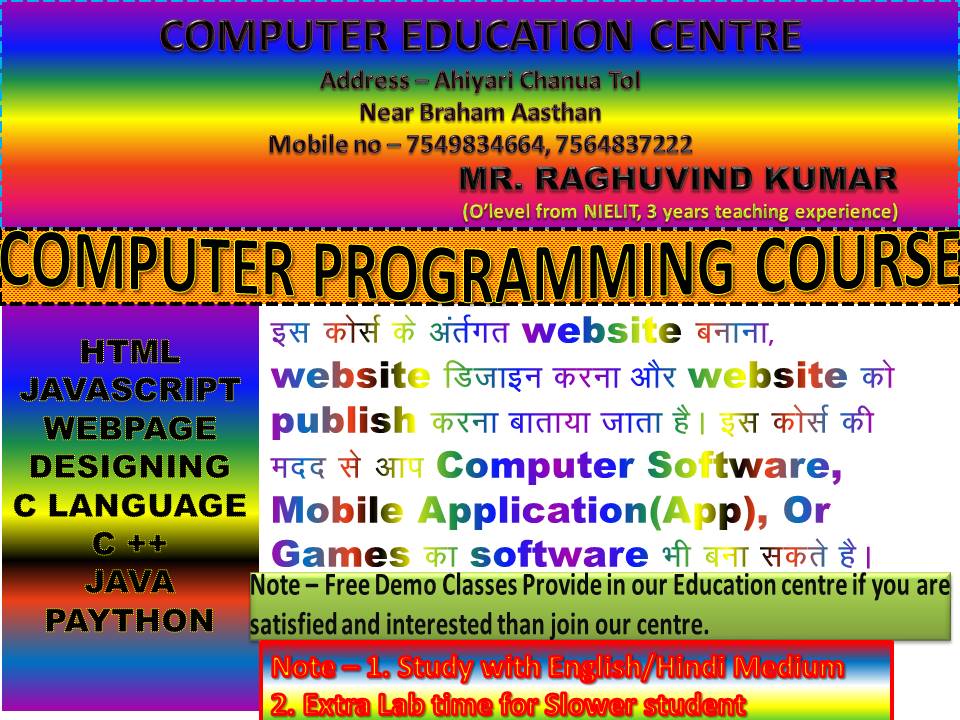 COMPUTER EDUCATION CENTRE
Address – Ahiyari Chanua Tol
Near Braham Aasthan
Mobile no – 7549834664, 7564837222
MR. RAGHUVIND KUMAR
(O'level from NIELIT, 3 years teaching experience)
COMPUTER PROGRAMMING COURSE
HTML
JAVASCRIPT
WEBPAGE
DESIGNING
C LANGUAGE
C ++
JAVA
PAYTHON
इस कोर्स के अंर्तगत website बनाना,
website डिजाइन करना और website को
publish करना बाताया जाता है। इस कोर्स की
मदद से आप Computer Software,
Mobile Application(App), Or
Games का software भी बना सकते है।
Note – Free Demo Classes Provide in our Education centre if you are
satisfied and interested than join our centre.
Note – 1. Study with English/Hindi Medium
2. Extra Lab time for Slower student